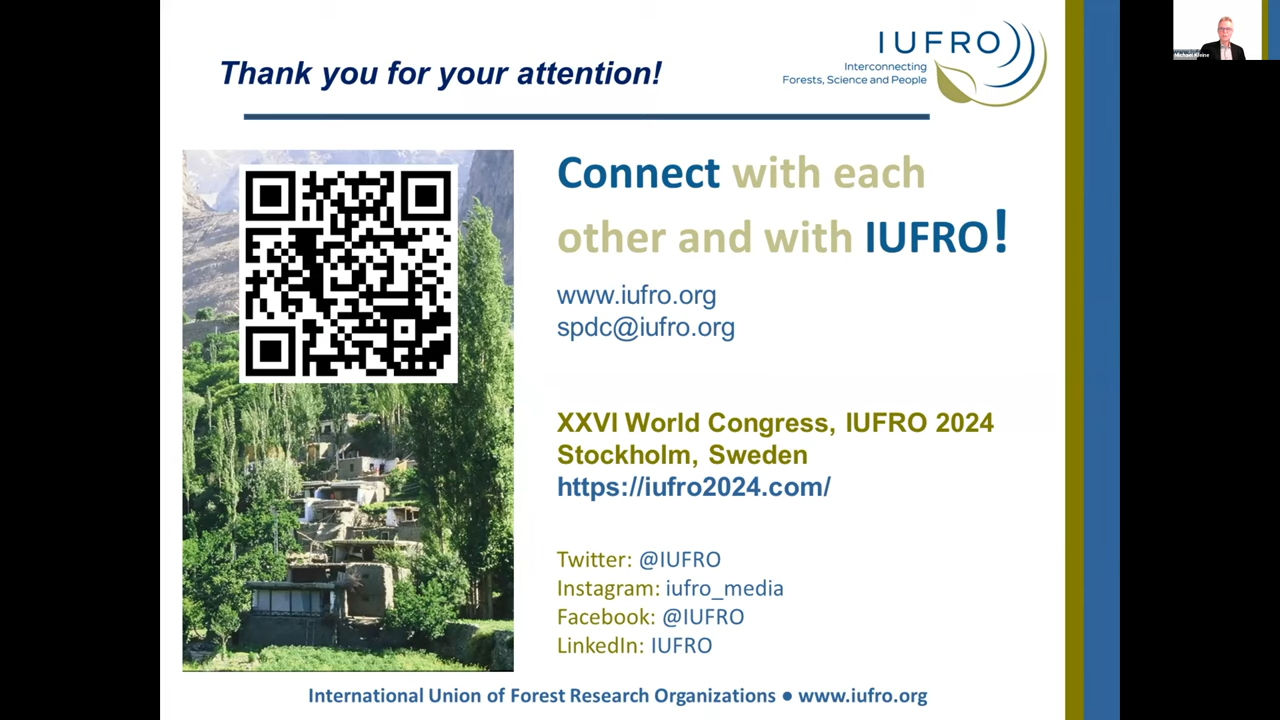 Thank you for your attention!
IUFRO
Interconnecting
Forests, Science and People
Michael Kleine
Connect with each
other and with IUFRO!
www.iufro.org
spdc@iufro.org
XXVI World Congress, IUFRO 2024
Stockholm, Sweden
https://iufro2024.com/
Twitter: @IUFRO
Instagram: iufro_media
Facebook: @IUFRO
LinkedIn: IUFRO
International Union of Forest Research Organizations ● www.iufro.org